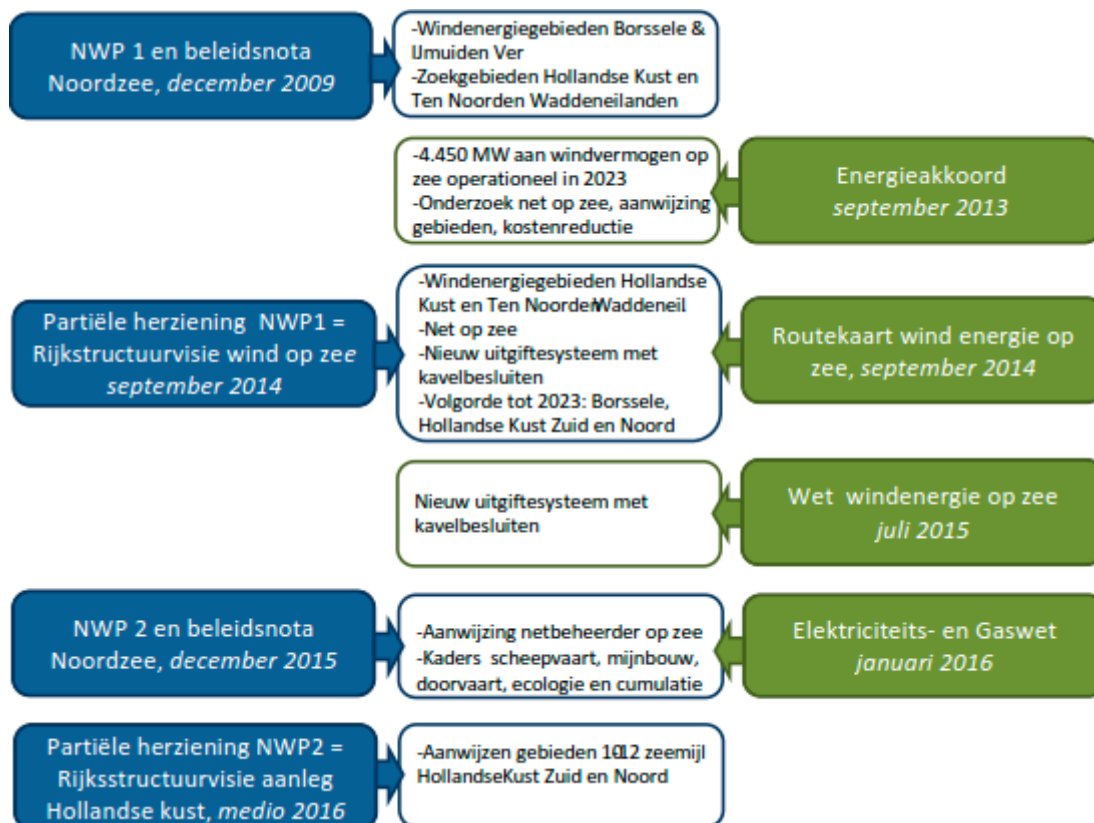 NWP 1 en beleidsnota
Noordzee, december 2009
-Windenergiegebieden Borssele &
IJmuiden Ver
-Zoekgebieden Hollandse Kust en
Ten Noorden Waddeneilanden
-4.450 MW aan windvermogen op
zee operationeel in 2023
-Onderzoek net op zee, aanwijzing
gebieden, kostenreductie
Energieakkoord
september 2013
Partiële herziening NWP1 =
Rijkstructuurvisie wind op zee
september 2014
-Windenergiegebieden Hollandse
Kust en Ten Noorden Waddeneil
-Net op zee
-Nieuw uitgiftesysteem met
kavelbesluiten
-Volgorde tot 2023: Borssele,
Hollandse Kust Zuid en Noord
Routekaart wind energie op
zee, september 2014
Nieuw uitgiftesysteem met
kavelbesluiten
Wet windenergie op zee
juli 2015
NWP 2 en beleidsnota
Noordzee, december 2015
-Aanwijzing netbeheerder op zee
-Kaders scheepvaart, mijnbouw,
doorvaart, ecologie en cumulatie
Elektriciteits- en Gaswet
januari 2016
Partiële herziening NWP2 =
Rijksstructuurvisie aanleg
Hollandse kust, medio 2016
-Aanwijzen gebieden 10-12 zeemijl
HollandseKust Zuid en Noord